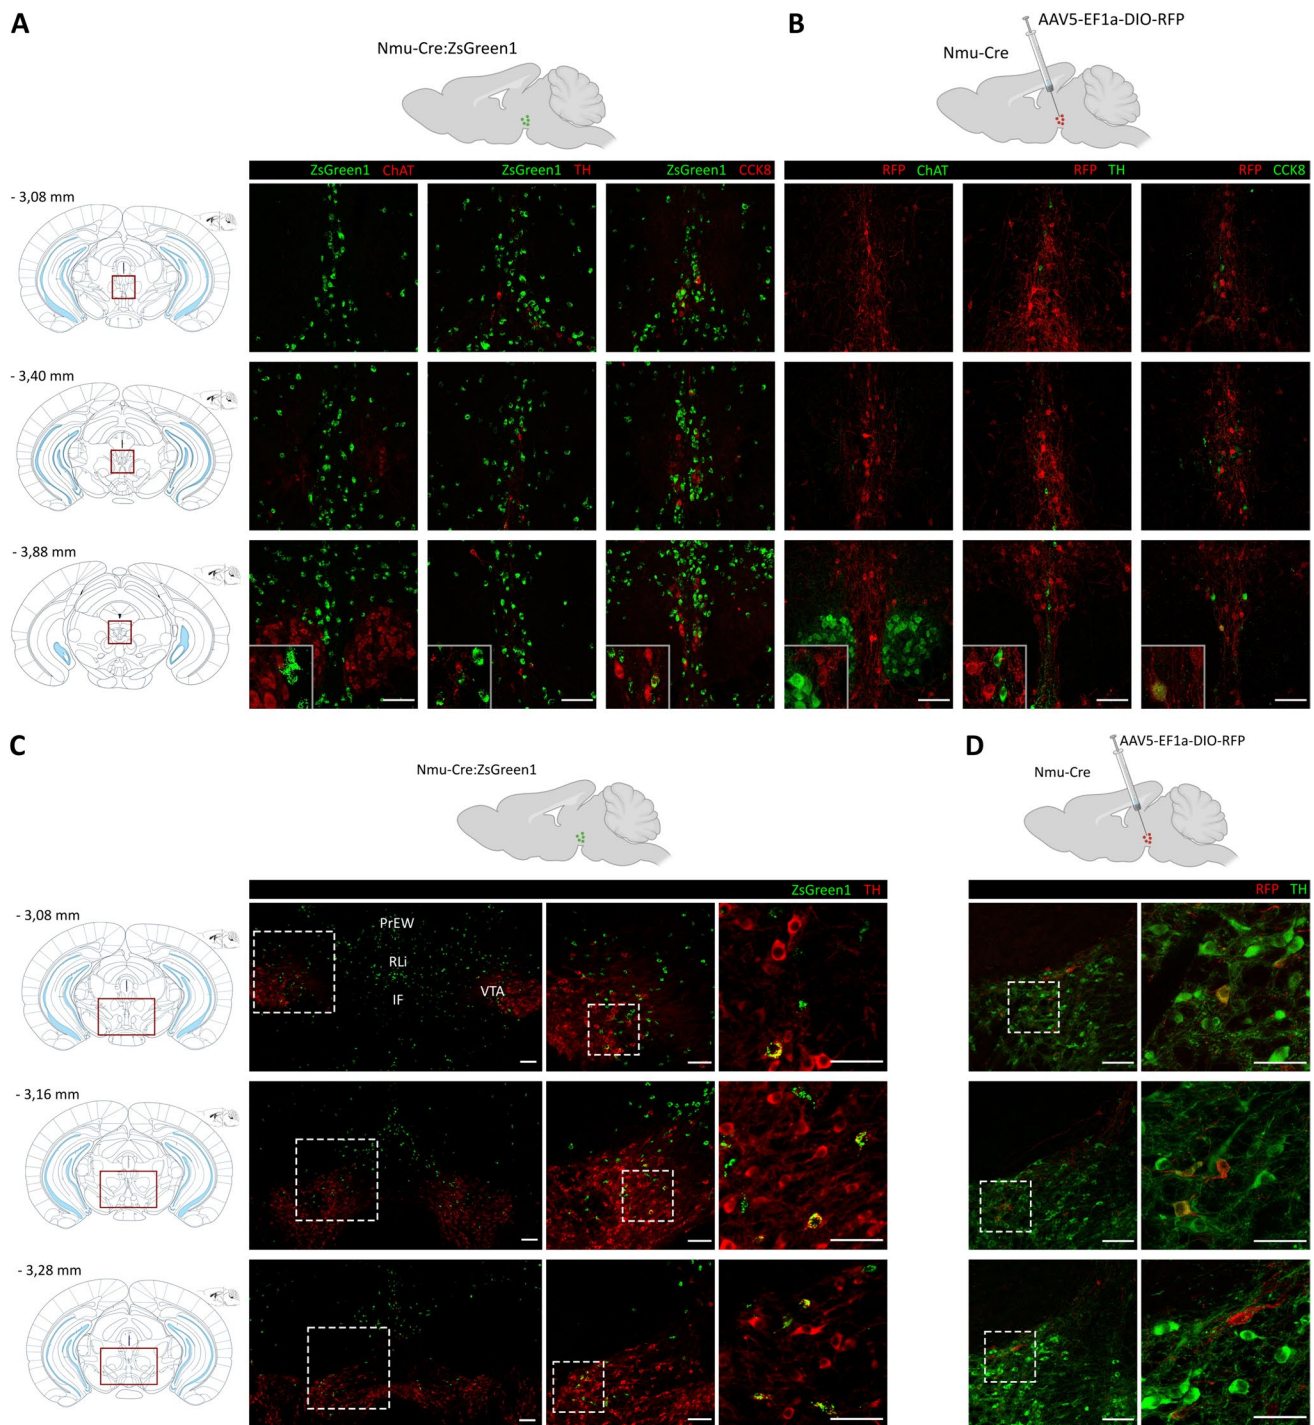 A
B
Nmu-Cre:ZsGreen1
AAV5-EF1a-DIO-RFP
Nmu-Cre
ZsGreen1 ChAT
ZsGreen1 TH
ZsGreen1 CCK8
RFP ChAT
RFP TH
RFP CCK8
- 3,08 mm
- 3,40 mm
- 3,88 mm
C
D
Nmu-Cre:ZsGreen1
AAV5-EF1a-DIO-RFP
Nmu-Cre
ZsGreen1 TH
RFP TH
- 3,08 mm
PrEW
RLi
IF
VTA
- 3,16 mm
- 3,28 mm